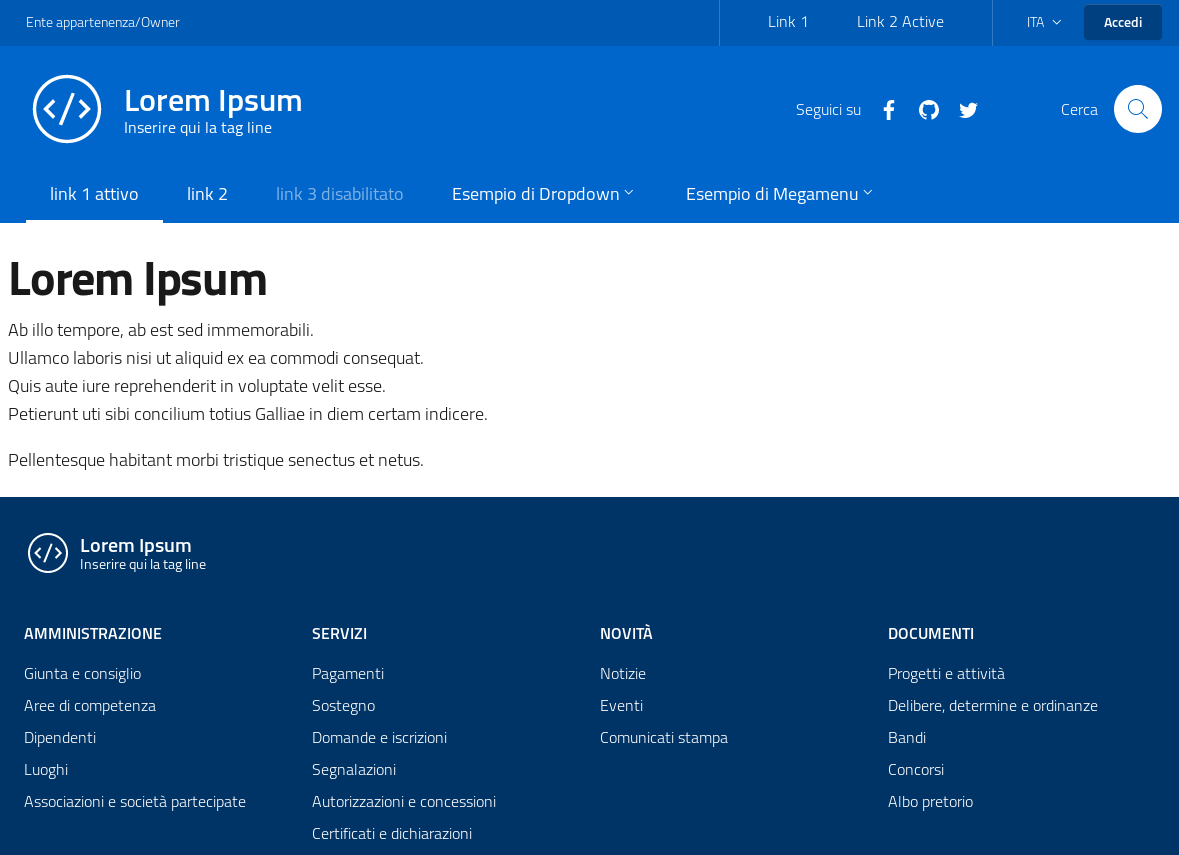 Ente appartenenza/Owner
Link 1
Link 2 Active
ITA
Accedi
Lorem Ipsum
Inserire qui la tag line
Seguici su
Cerca
link 1 attivo
link 2
link 3 disabilitato
Esempio di Dropdown
Esempio di Megamenu
Lorem Ipsum
Ab illo tempore, ab est sed immemorabili.
Ullamco laboris nisi ut aliquid ex ea commodi consequat.
Quis aute iure reprehenderit in voluptate velit esse.
Petierunt uti sibi concilium totius Galliae in diem certam indicere.
Pellentesque habitant morbi tristique senectus et netus.
Lorem Ipsum
Inserire qui la tag line
AMMINISTRAZIONE
Giunta e consiglio
Aree di competenza
Dipendenti
Luoghi
Associazioni e società partecipate
SERVIZI
Pagamenti
Sostegno
Domande e iscrizioni
Segnalazioni
Autorizzazioni e concessioni
Certificati e dichiarazioni
NOVITÀ
Notizie
Eventi
Comunicati stampa
DOCUMENTI
Progetti e attività
Delibere, determine e ordinanze
Bandi
Concorsi
Albo pretorio